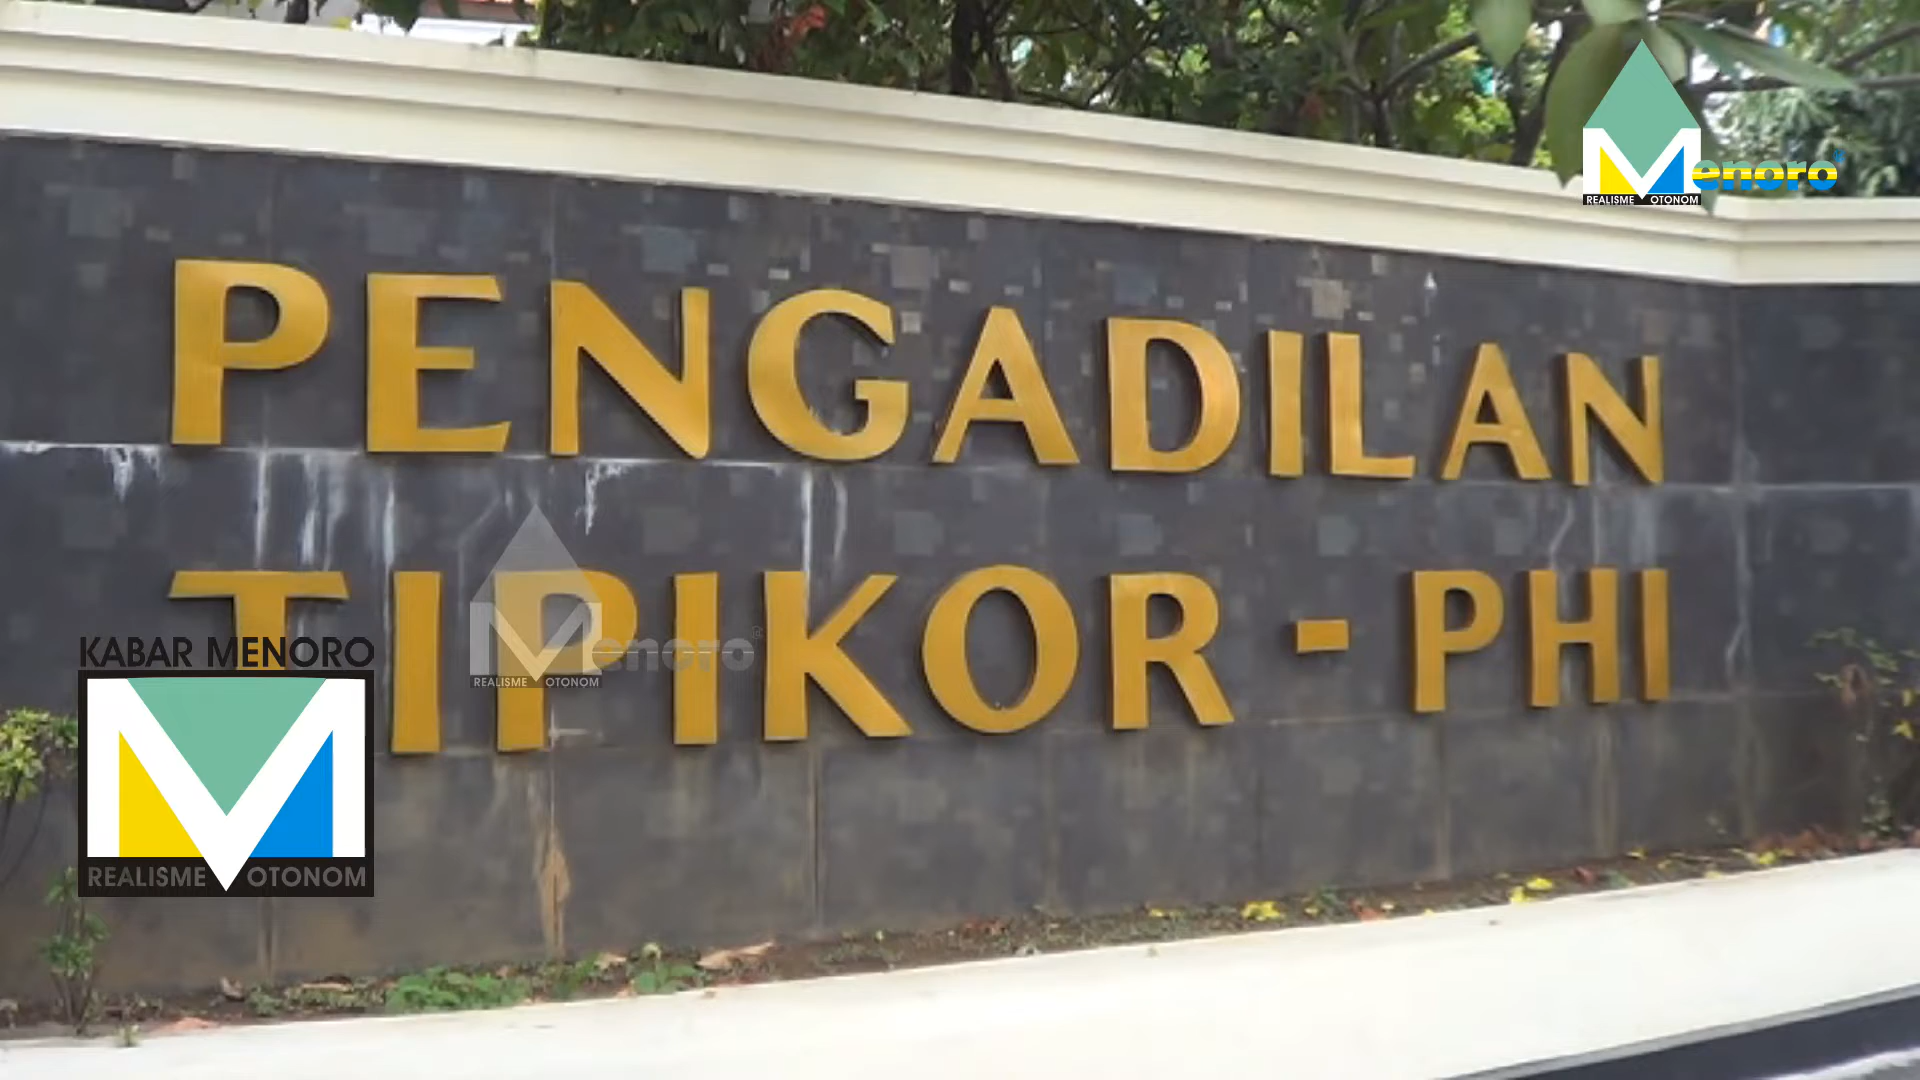 Menoro
REALISME OTONOM
PENGADILAN
TIPIKOR - PHI
Menoro
REALISME OTONOM
KABAR MENORO
REALISME OTONOM